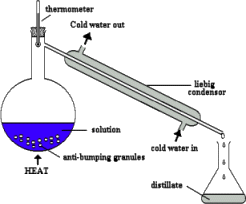 thermometer
Cold water out
liebig
condensor
solution
cold water in
anti-bumping granules
HEAT
distillate